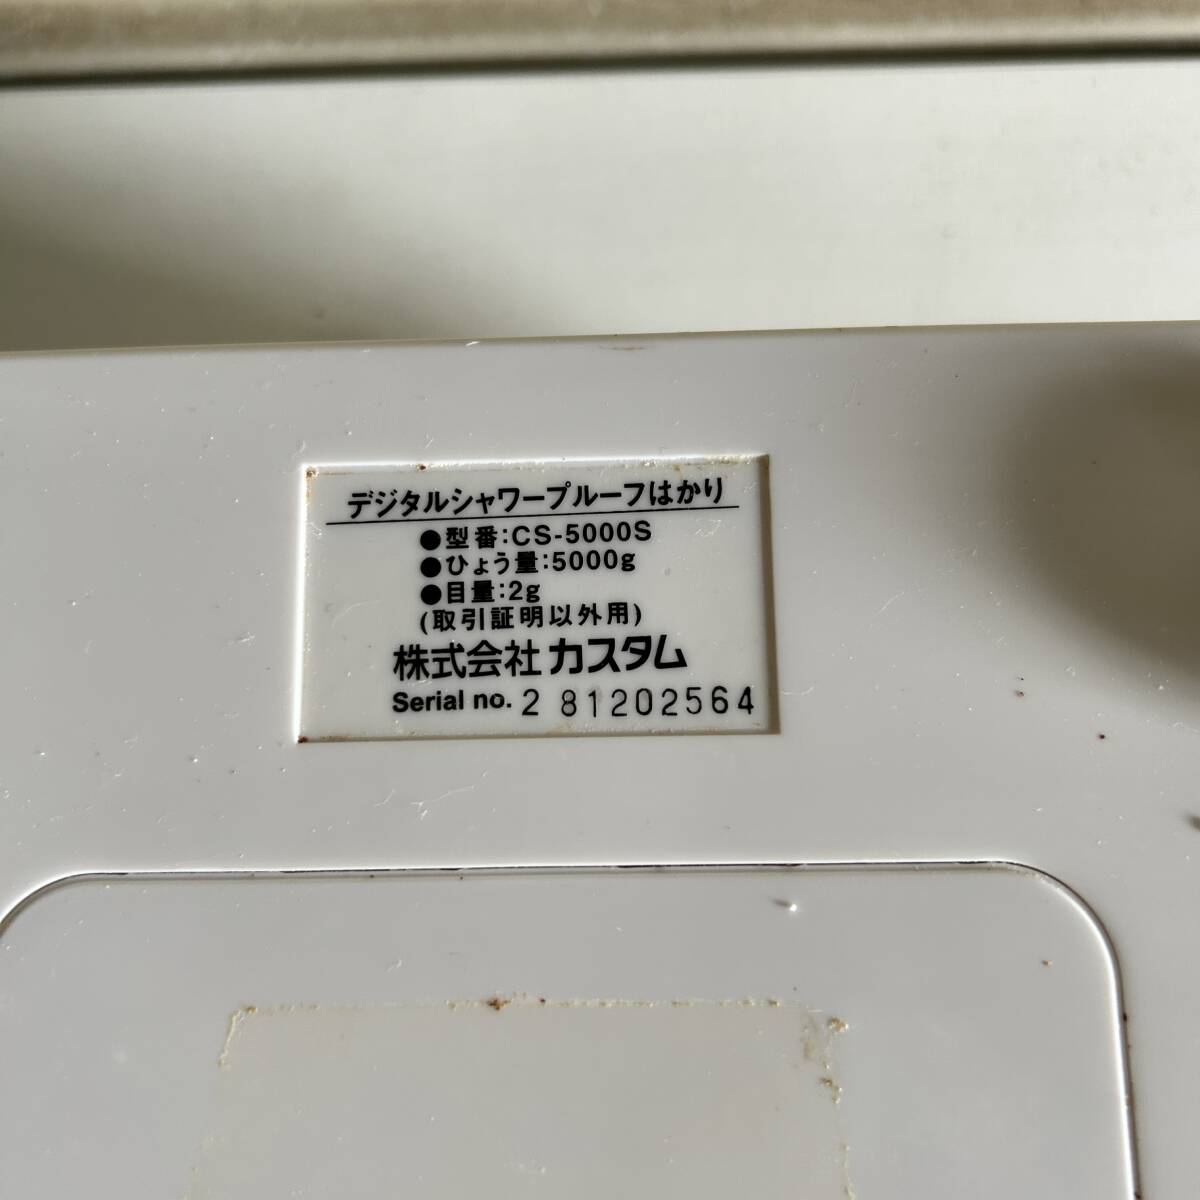 デジタルシャワープルーフはかり
●型番:CS-5000S
●ひょう量:5000g
●目量:2g
(取引証明以外用)
株式会社カスタム
Serial no. 2 81202564